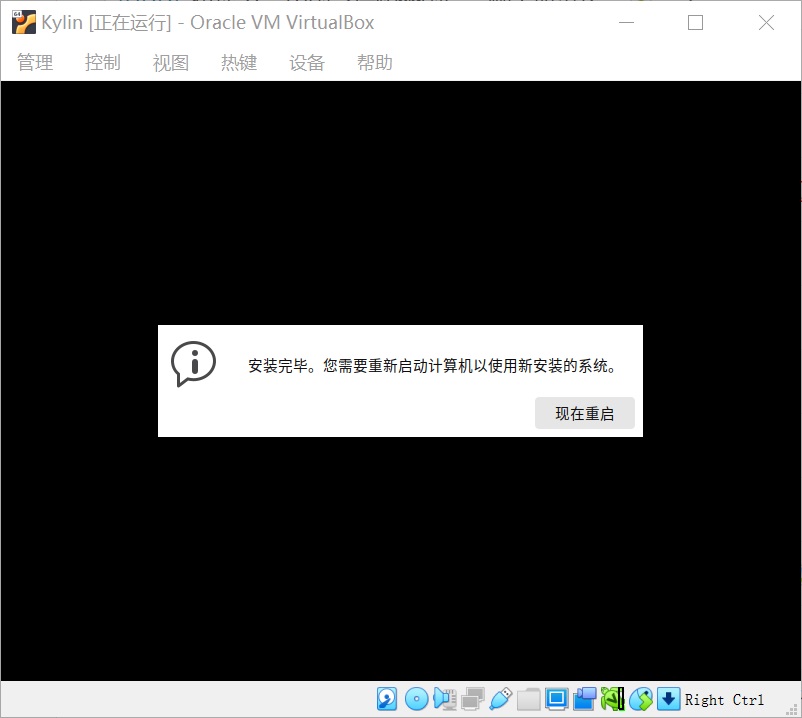 Kylin [正在运行] - Oracle VM VirtualBox
管理 控制 视图 热键 设备 帮助
安装完毕。您需要重新启动计算机以使用新安装的系统。
现在重启
Right Ctrl